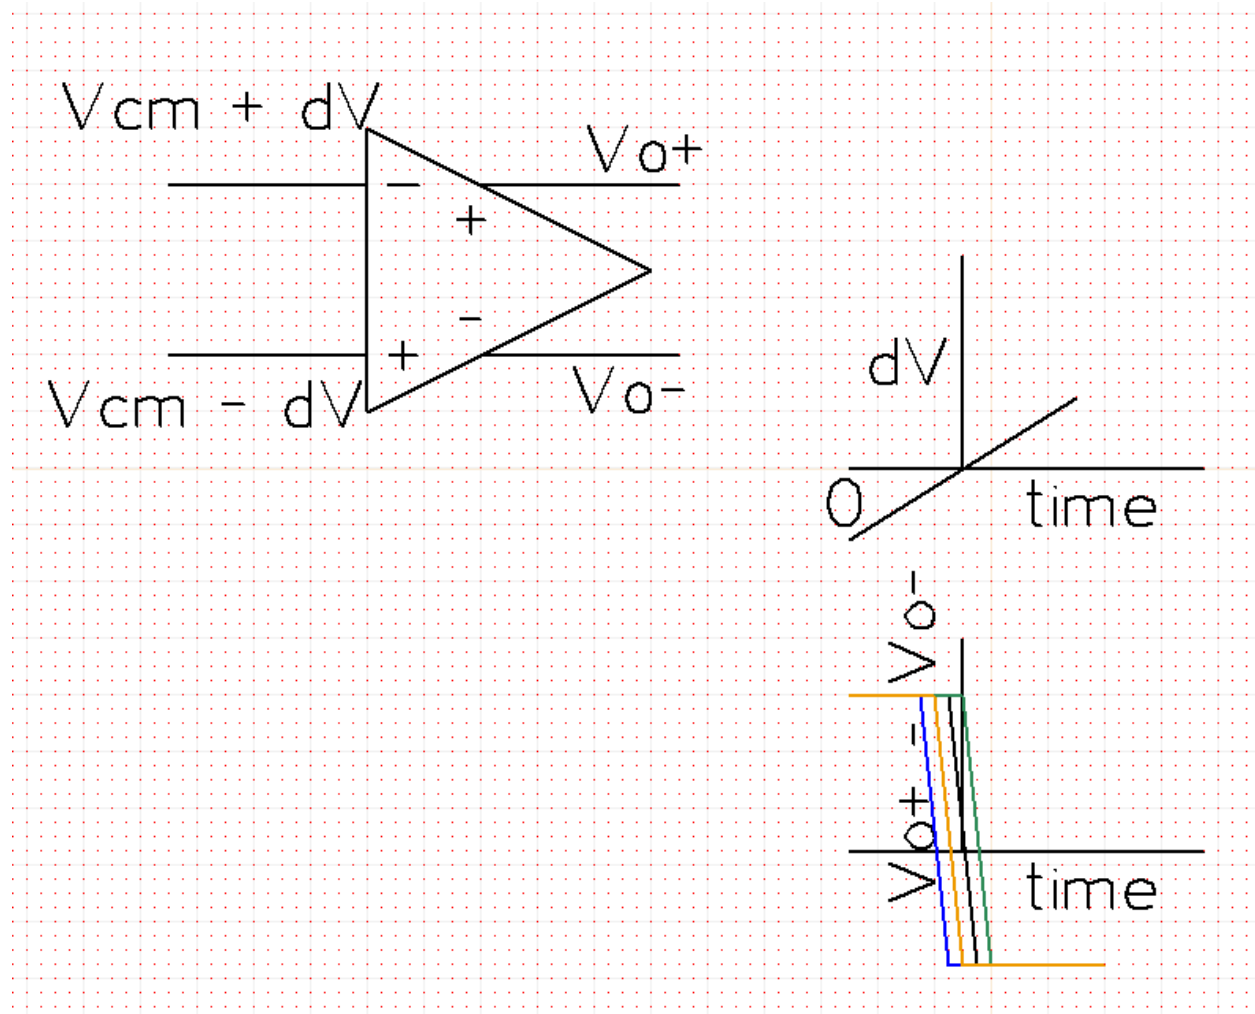 Vcm + dV
Vo+
-
+
-
+
Vcm - dV
Vo-
dV
0
time
Vo+ - Vo-
time